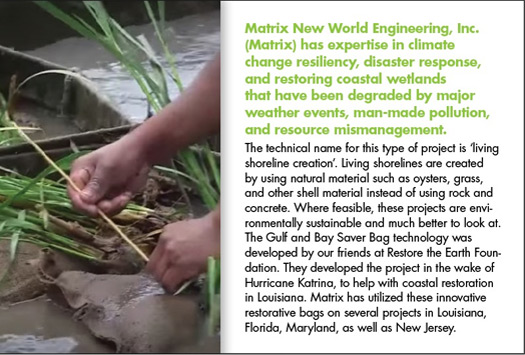 Matrix New World Engineering, Inc.
(Matrix) has expertise in climate
change resiliency, disaster response,
and restoring coastal wetlands
that have been degraded by major
weather events, man-made pollution,
and resource mismanagement.
The technical name for this type of project is ‘living
shoreline creation’. Living shorelines are created
by using natural material such as oysters, grass,
and other shell material instead of using rock and
concrete. Where feasible, these projects are envi-
ronmentally sustainable and much better to look at.
The Gulf and Bay Saver Bag technology was
developed by our friends at Restore the Earth Foun-
dation. They developed the project in the wake of
Hurricane Katrina, to help with coastal restoration
in Louisiana. Matrix has utilized these innovative
restorative bags on several projects in Louisiana,
Florida, Maryland, as well as New Jersey.